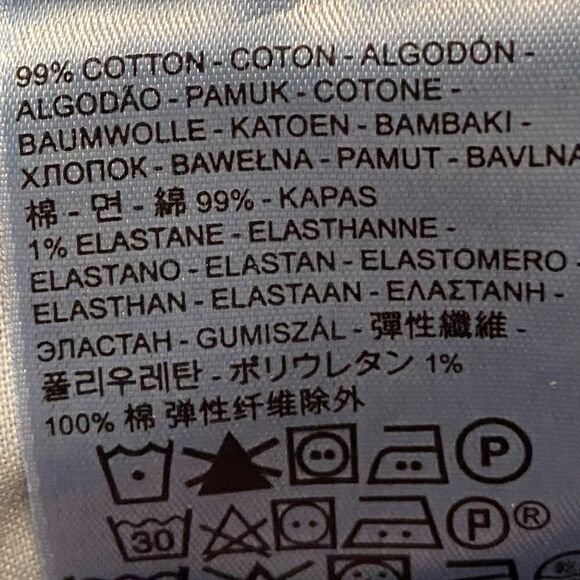 99% COTTON - COTON - ALGODÓN -
ALGODÃO - PAMUK - COTONE -
BAUMWOLLE - KATOEN - BAMBAKI -
ХЛОПОК - BAWEŁNA - PAMUT - BAVLNA
棉 - 면 - 綿 99% - KAPAS
1% ELASTANE - ELASTHANNE -
ELASTANO - ELASTAN - ELASTÓMERO -
ELASTHAN - ELASTAAN - ΕΛΑΣΤΑΝΗ -
ЭЛАСТАН - GUMISZÁL - 彈性纖維 -
폴리우레탄 - ポリウレタン 1%
100% 棉 弹性纤维除外
P
30 P ®